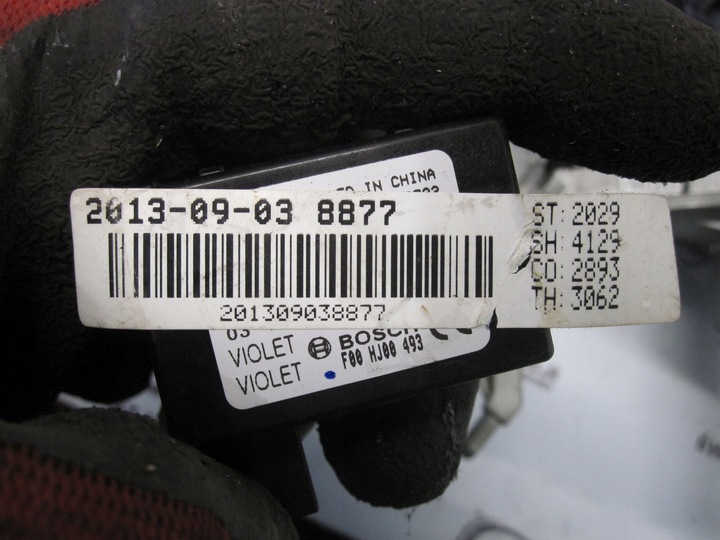 IN CHINA
2013-09-03 8877
201309038877
ST: 2029
SH: 4129
CO: 2893
TH: 3062
03
VIOLET BOSCH
VIOLET F00 HJ00 493